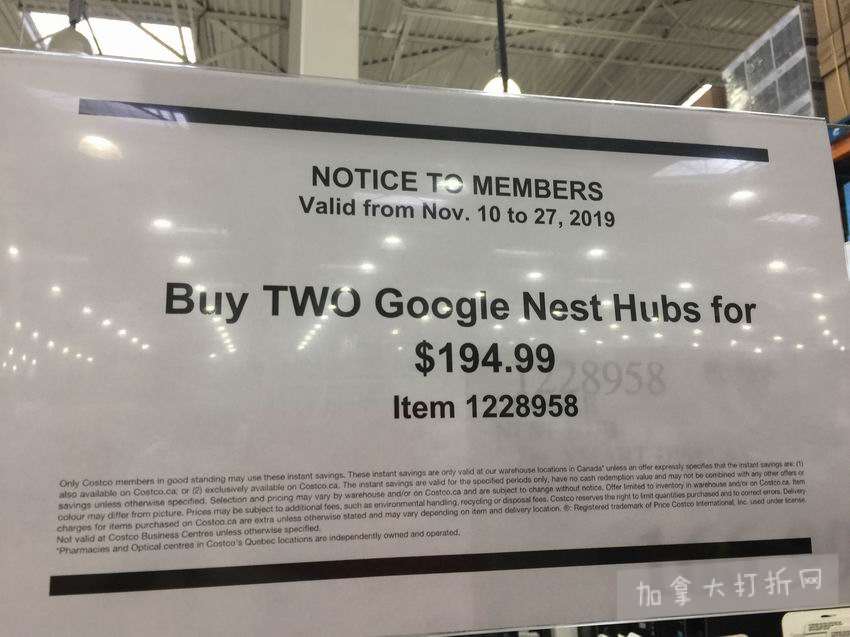 NOTICE TO MEMBERS
Valid from Nov. 10 to 27, 2019
Buy TWO Google Nest Hubs for
$194.99
1228958
Item 1228958
Only Costco members in good standing may use these instant savings. These instant savings are only valid at our warehouse locations in Canada* unless an offer expressly specifies that the instant savings are: (1)
also available on Costco.ca; or (2) exclusively available on Costco.ca. The instant savings are valid for the specified periods only, have no cash redemption value and may not be combined with any other offers or
savings unless otherwise specified. Selection and pricing may vary by warehouse and/or on Costco.ca and are subject to change without notice. Offer limited to inventory in warehouse and/or on Costco.ca. Item
colour may differ from picture. Prices may be subject to additional fees, such as environmental handling, recycling or disposal fees. Costco reserves the right to limit quantities purchased and to correct errors. Delivery
charges for items purchased on Costco.ca are extra unless otherwise stated and may vary depending on item and delivery location. ®: Registered trademark of Price Costco International, Inc. used under license
Not valid at Costco Business Centres unless otherwise specified.
*Pharmacies and Optical centres in Costco's Quebec locations are independently owned and operated.
加拿大打折网